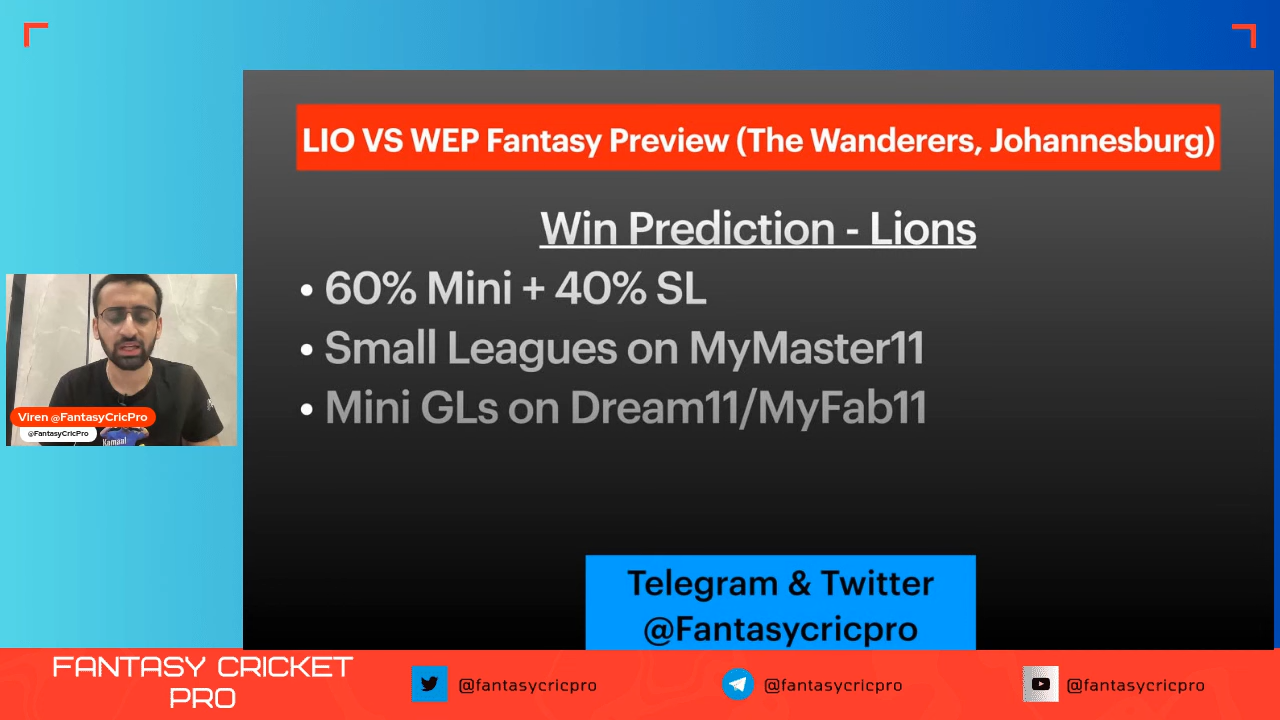 LIO VS WEP Fantasy Preview (The Wanderers, Johannesburg)
Win Prediction - Lions
• 60% Mini + 40% SL
• Small Leagues on MyMaster11
• Mini GLs on Dream11/MyFab11
Viren @FantasyCricPro
@FantasyCricPro
Kamaal
Telegram & Twitter
@Fantasycricpro
FANTASY CRICKET
PRO
@fantasycricpro
@fantasycricpro
@fantasycricpro